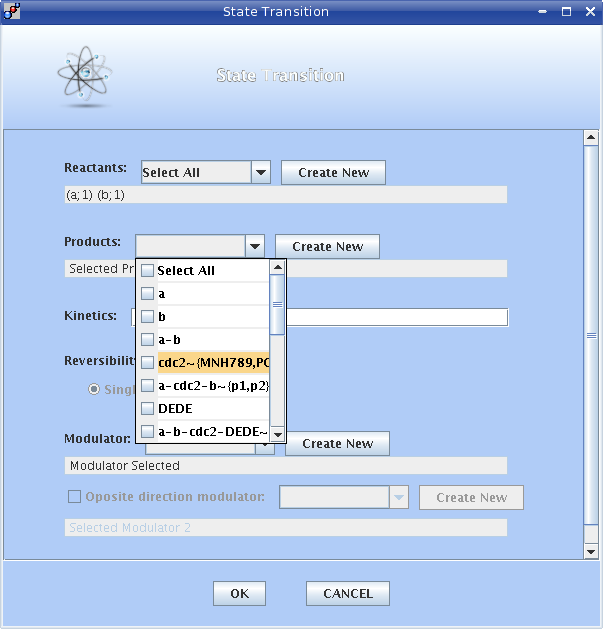 State Transition
State Transition
Reactants: Select All Create New
(a;1) (b;1)
Products: Create New
Selected Pr
Select All
a
b
a-b
cdc2~{MNH789,PC
a-cdc2-b~{p1,p2}
DEDE
a-b-cdc2-DEDE~
Kinetics:
Reversibilit
Singl
Modulator: Create New
Modulator Selected
Oposite direction modulator: Create New
Selected Modulator 2
OK CANCEL